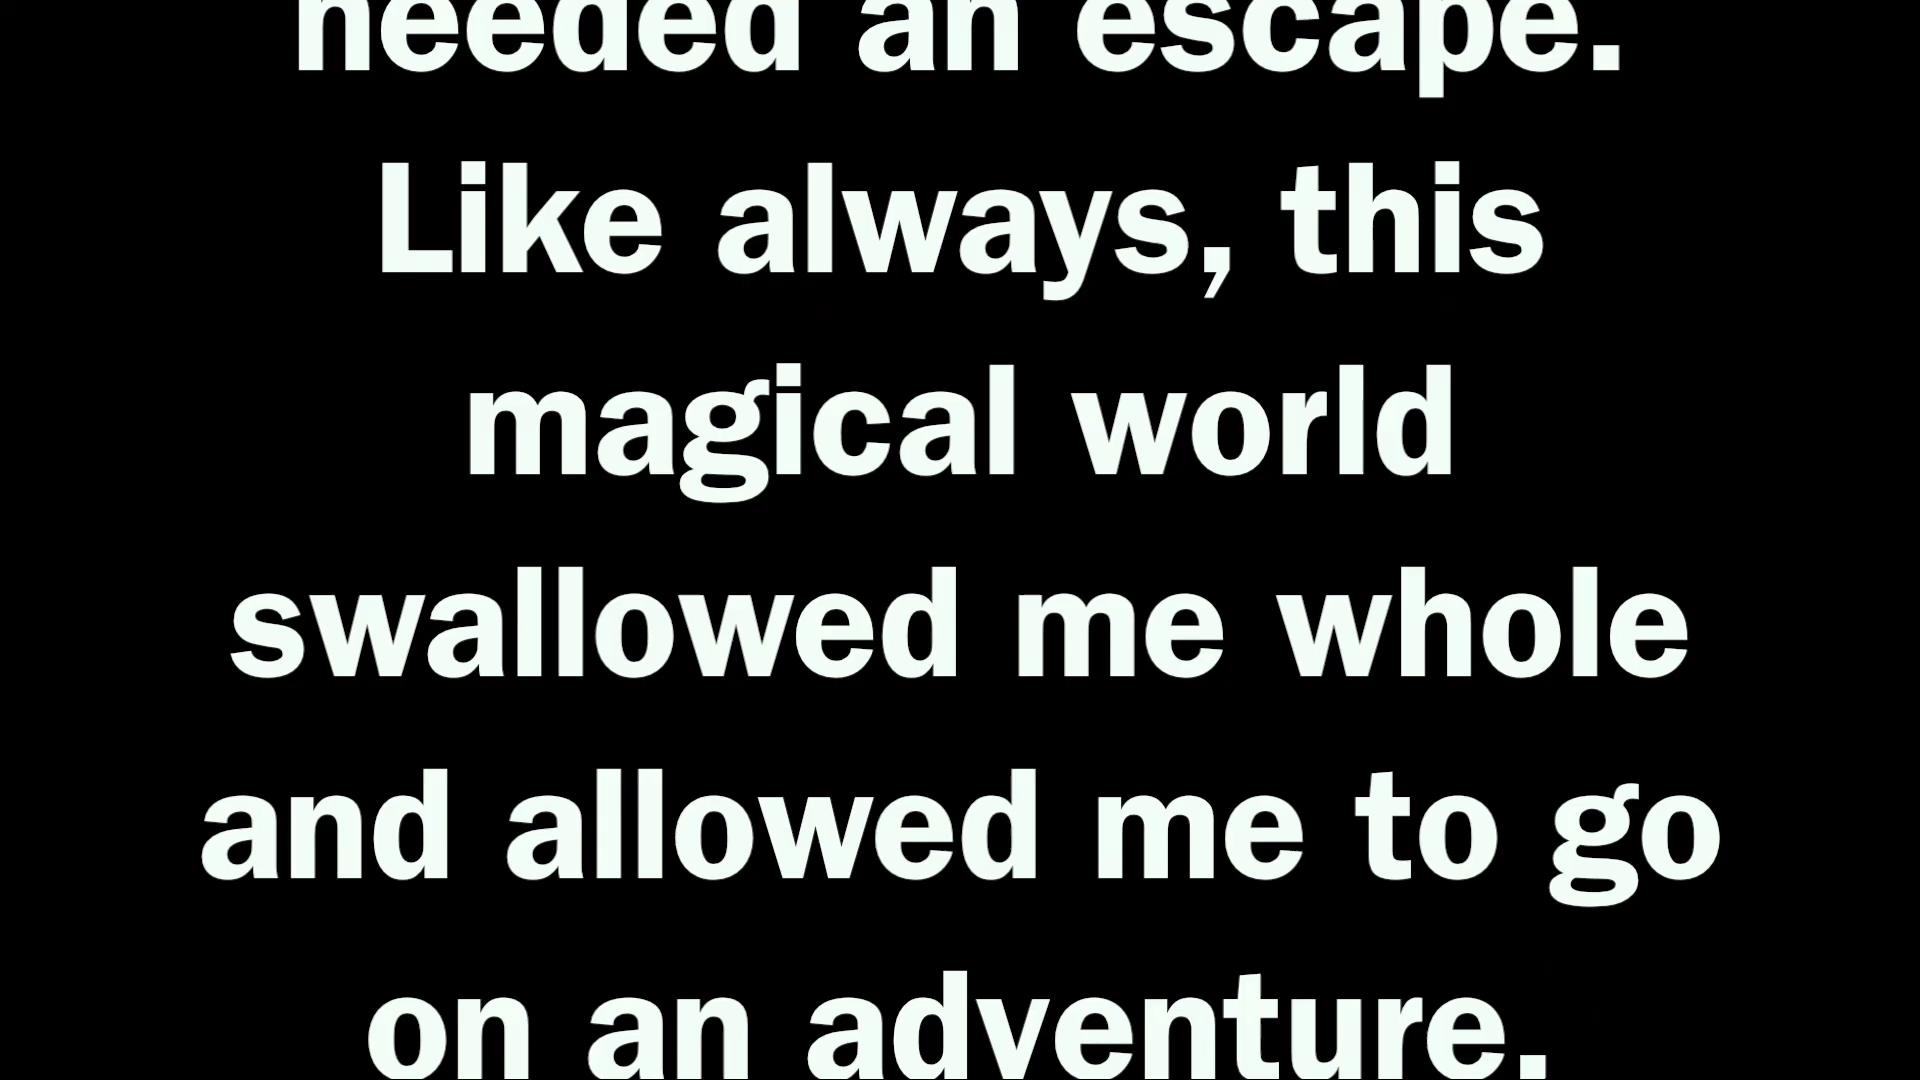 needed an escape.
Like always, this
magical world
swallowed me whole
and allowed me to go
on an adventure.